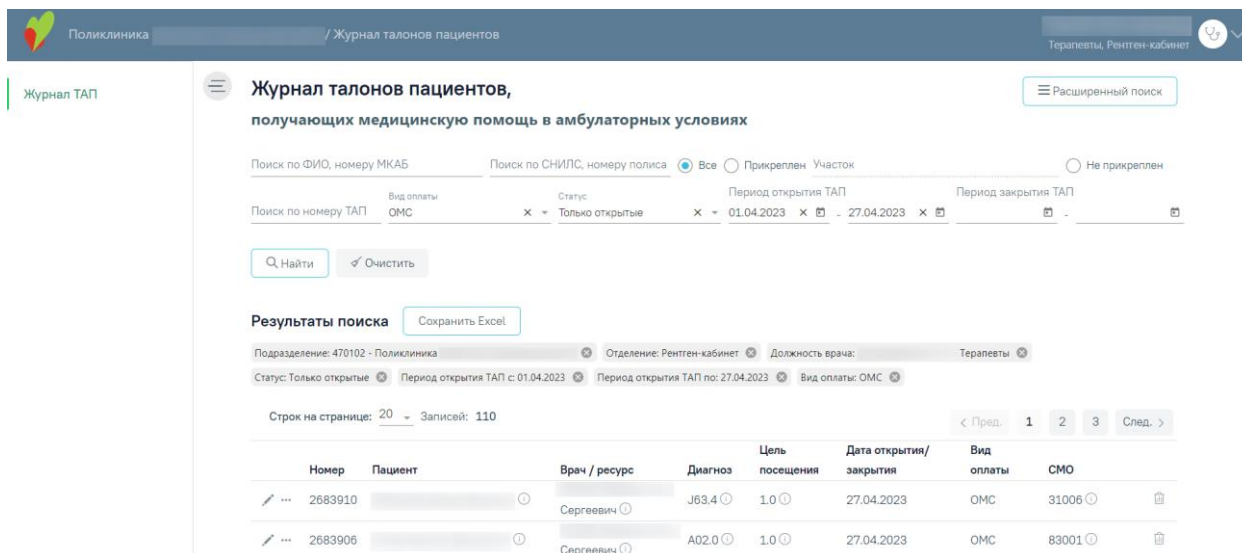 Поликлиника / Журнал талонов пациентов
Терапевты, Рентген-кабинет
Журнал ТАП
Журнал талонов пациентов,
Расширенный поиск
получающих медицинскую помощь в амбулаторных условиях
Поиск по ФИО, номеру МКАБ Поиск по СНИЛС, номеру полиса Все Прикреплен Участок Не прикреплен
Вид оплаты Статус Период открытия ТАП Период закрытия ТАП
Поиск по номеру ТАП ОМС Только открытые 01.04.2023 - 27.04.2023 -
Найти Очистить
Результаты поиска Сохранить Excel
Подразделение: 470102 - Поликлиника Отделение: Рентген-кабинет Должность врача: Терапевты
Статус: Только открытые Период открытия ТАП с: 01.04.2023 Период открытия ТАП по: 27.04.2023 Вид оплаты: ОМС
Строк на странице: 20 Записей: 110 < Пред. 1 2 3 След. >
Цель Дата открытия/ Вид
Номер Пациент Врач / ресурс Диагноз посещения закрытия оплаты СМО
2683910 J63.4 1.0 27.04.2023 ОМС 31006
Сергеевич
2683906 A02.0 1.0 27.04.2023 ОМС 83001
Сергеевич